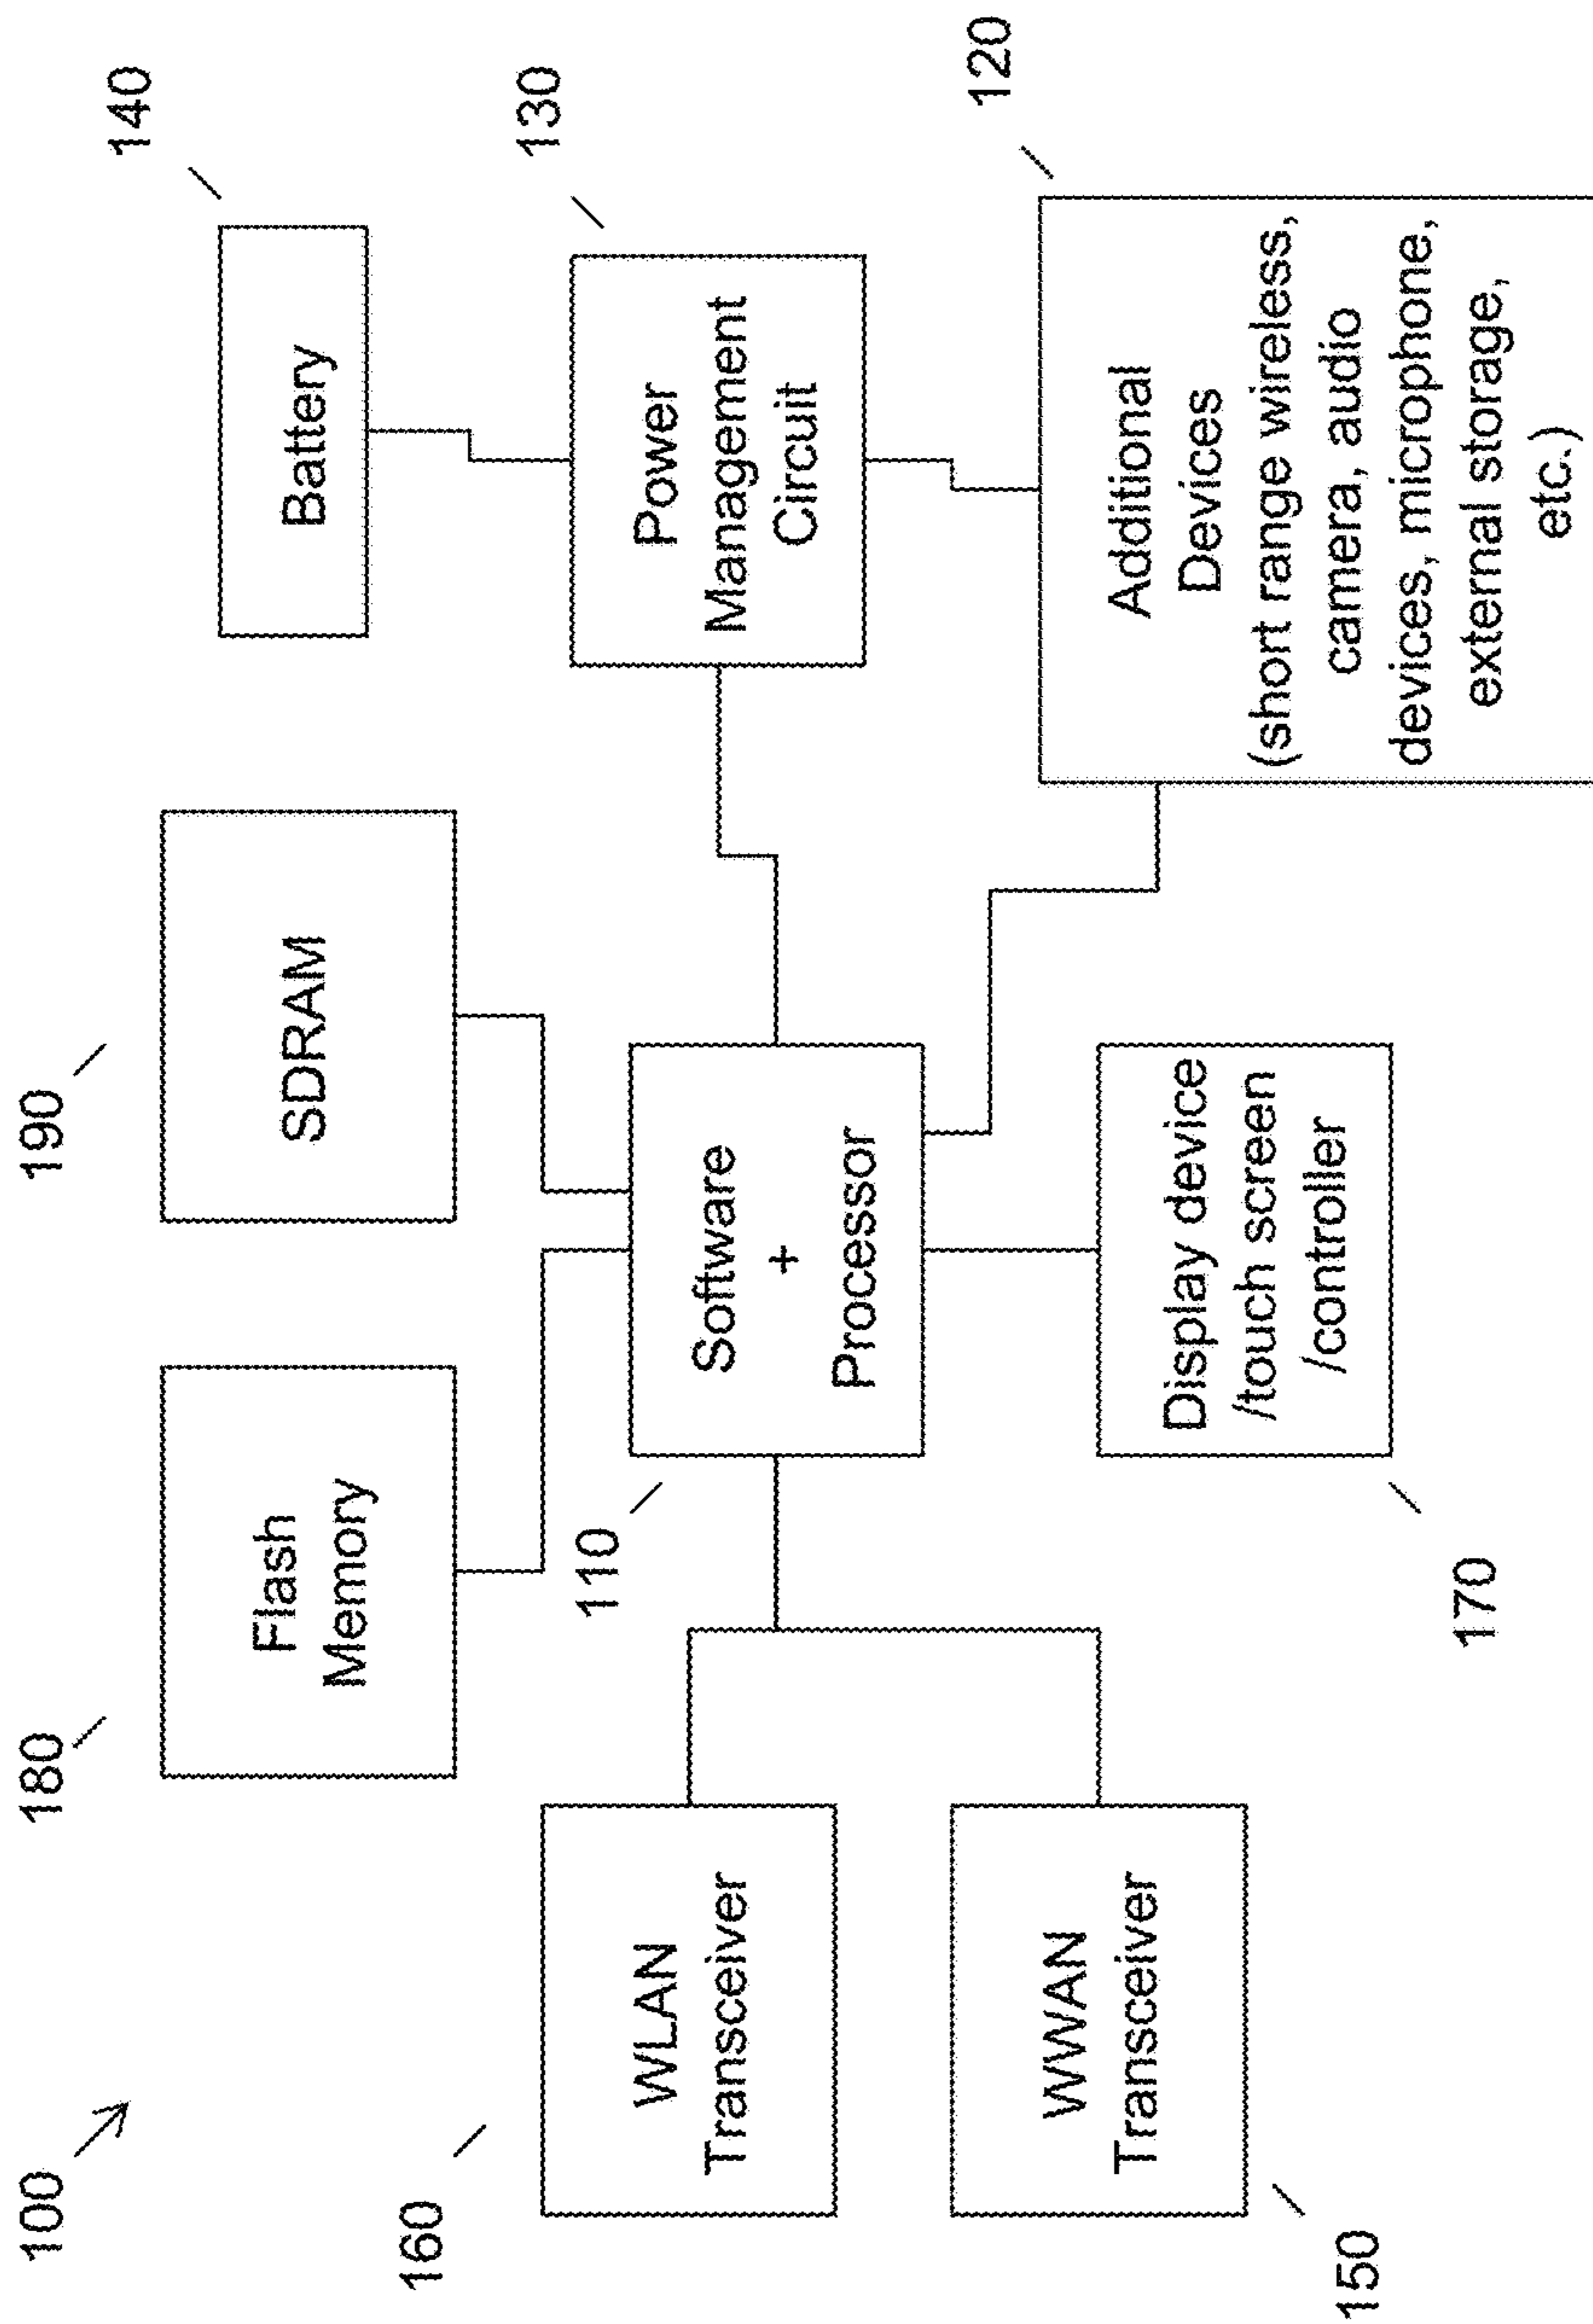 100
180
190
140
Flash
Memory
SDRAM
Battery
160
WLAN
Transceiver
110
Software
+
Processor
130
Power
Management
Circuit
150
WWAN
Transceiver
170
Display device
/touch screen
/controller
120
Additional
Devices
(short range wireless,
camera, audio
devices, microphone,
external storage,
etc.)